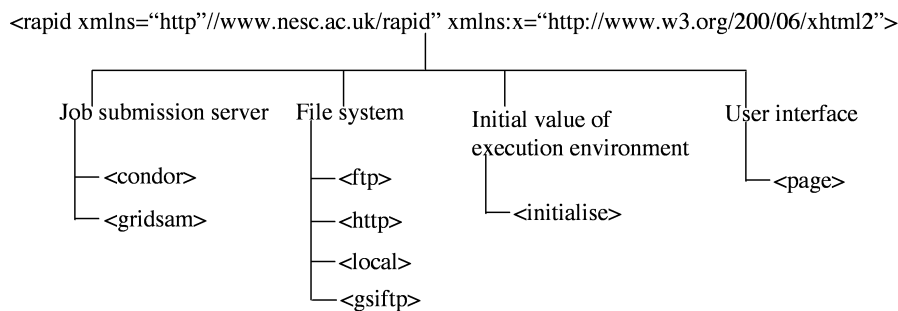 <rapid xmlns=“http”//www.nesc.ac.uk/rapid” xmlns:x=“http://www.w3.org/200/06/xhtml2”>
Job submission server
<condor>
<gridsam>
File system
<ftp>
<http>
<local>
<gsiftp>
Initial value of
execution environment
<initialise>
User interface
<page>